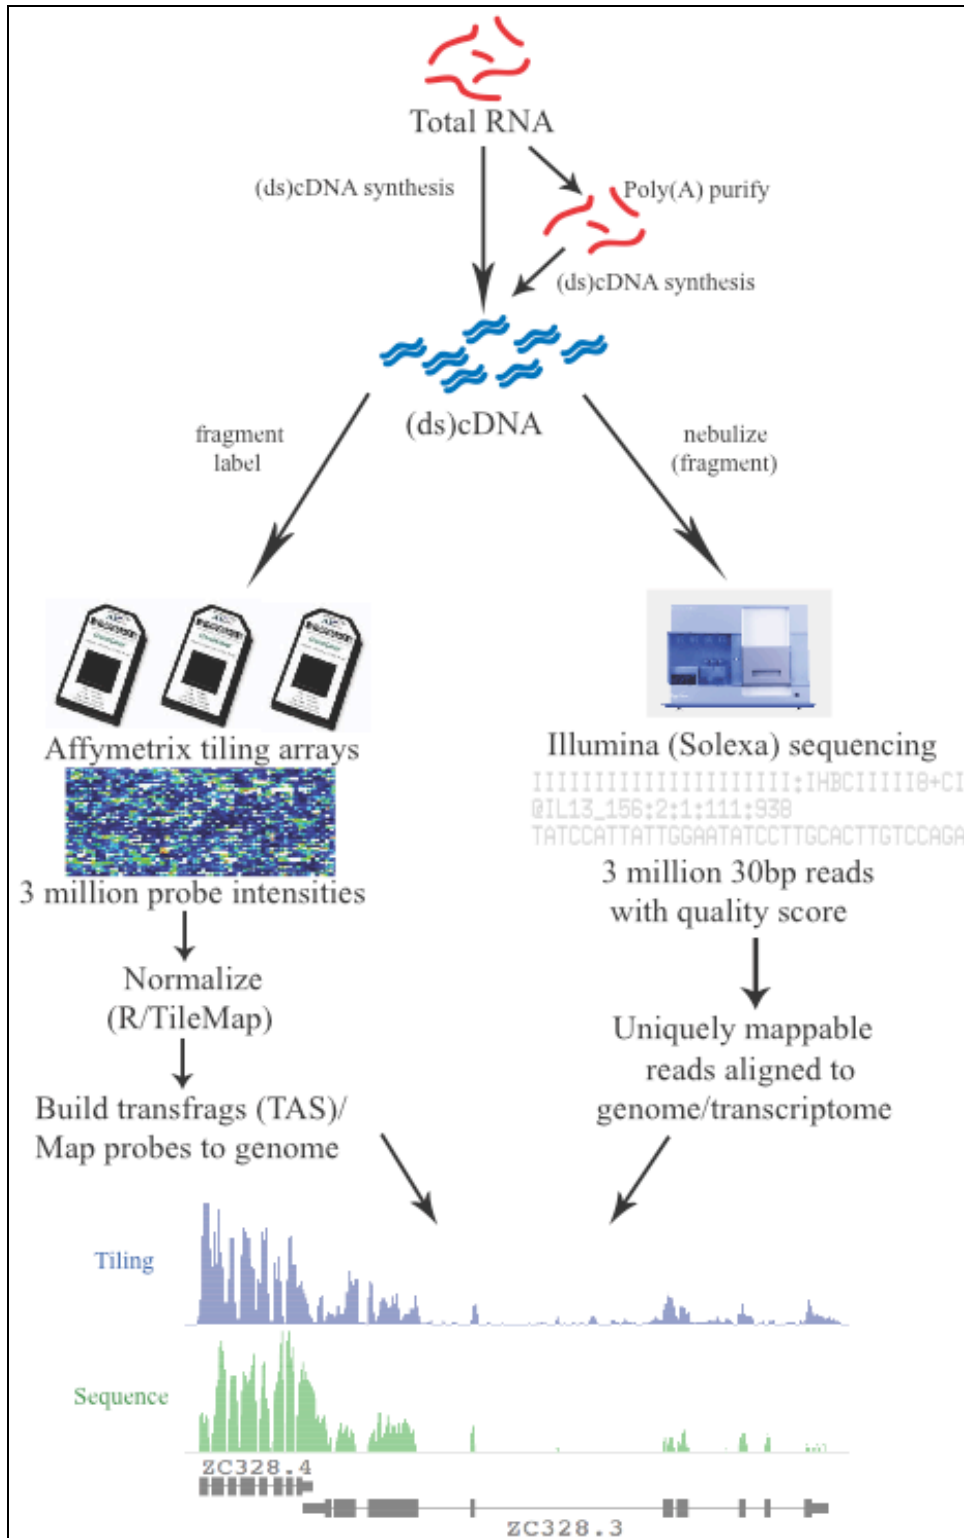 Total RNA
(ds)cDNA synthesis
Poly(A) purify
(ds)cDNA synthesis
(ds)cDNA
fragment
label
nebulize
(fragment)
Affymetrix tiling arrays
3 million probe intensities
Normalize
(R/TileMap)
Build transfrags (TAS)/
Map probes to genome
Illumina (Solexa) sequencing
IIIIIIIIIIIIIIIIIIIIII:IHBCIIIII8+CI
@IL13_156:2:1:111:938
TATCCATTATTGGAATATCCTTGCACTTGTCCAGA
3 million 30bp reads
with quality score
Uniquely mappable
reads aligned to
genome/transcriptome
Tiling
Sequence
ZC328.4
ZC328.3